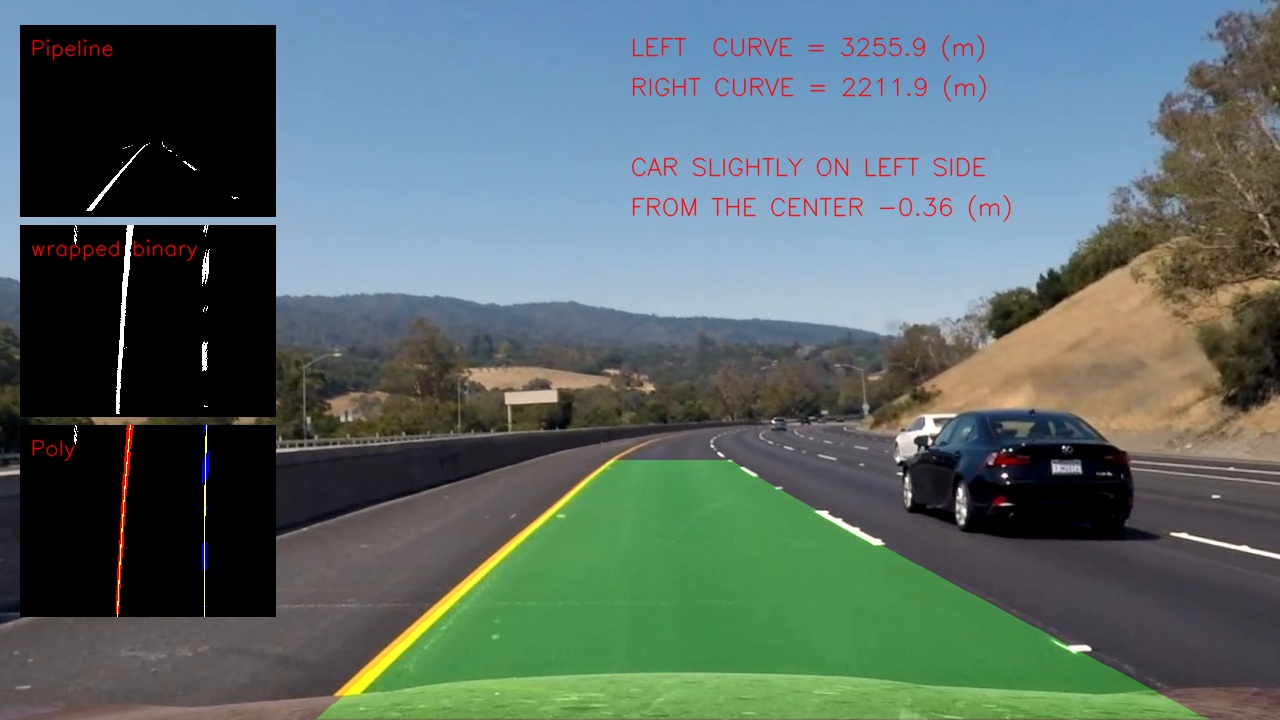 Pipeline
wrapped binary
Poly
LEFT CURVE = 3255.9 (m)
RIGHT CURVE = 2211.9 (m)
CAR SLIGHTLY ON LEFT SIDE
FROM THE CENTER -0.36 (m)